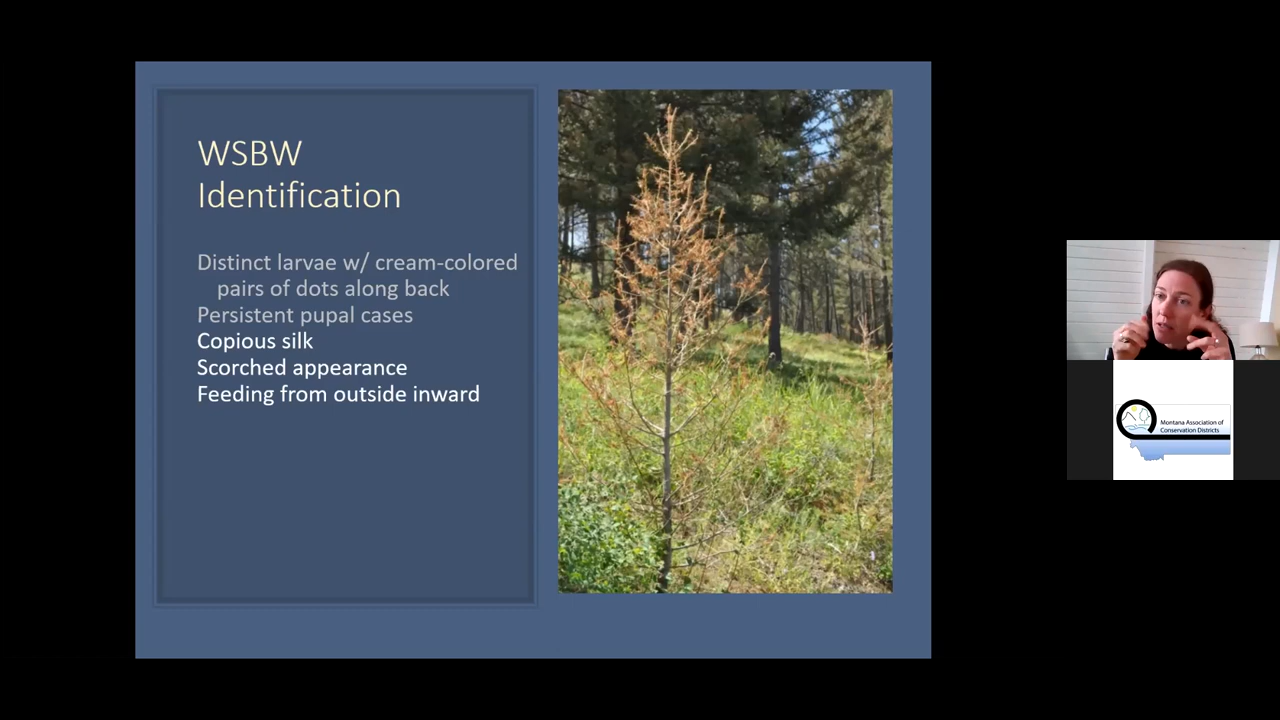 WSBW
Identification
Distinct larvae w/ cream-colored
pairs of dots along back
Persistent pupal cases
Copious silk
Scorched appearance
Feeding from outside inward
Montana Association of
Conservation Districts